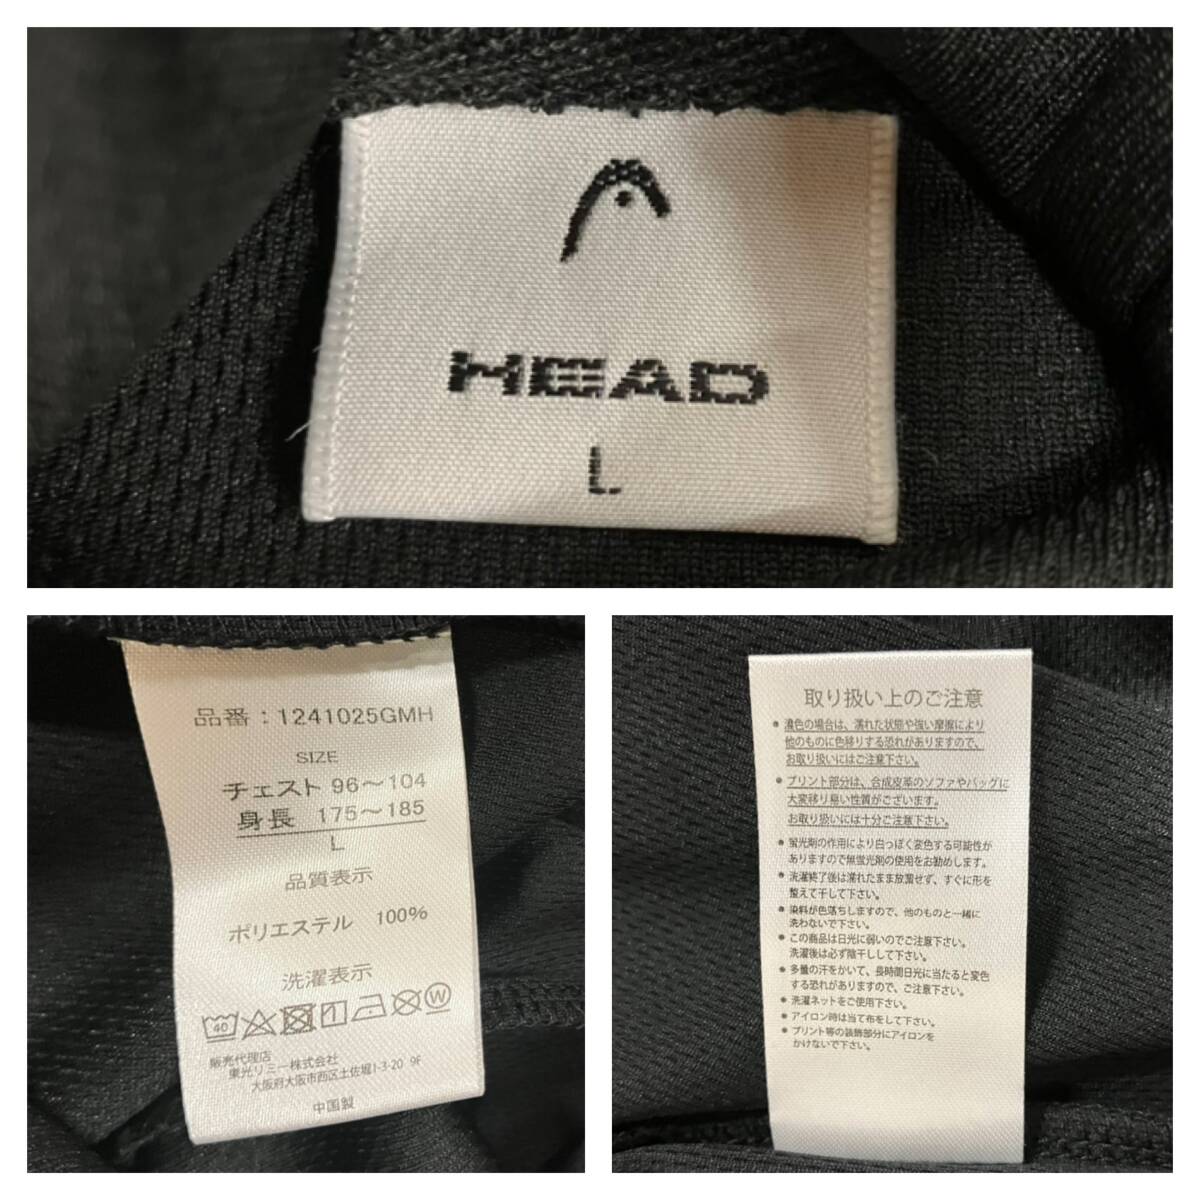 HEAD
L
品番：1241025GMH
SIZE
チェスト 96～104
身長 175～185
L
品質表示
ポリエステル 100%
洗濯表示
40
W
販売代理店
東光リミー株式会社
大阪府大阪市西区土佐堀1-3-20 9F
中国製
取り扱い上のご注意
● 濃色の場合は、濡れた状態や強い摩擦により
他のものに色移りする恐れがありますので、
お取り扱いにはご注意下さい。
● プリント部分は、合成皮革のソファやバッグに
大変移り易い性質がございます。
お取り扱いには十分ご注意下さい。
● 蛍光剤の作用により白っぽく変色する可能性が
ありますので無蛍光剤の使用をお勧めします。
● 洗濯終了後は濡れたまま放置せず、すぐに形を
整えて干して下さい。
● 染料が色落ちしますので、他のものと一緒に
洗わないで下さい。
● この商品は日光に弱いのでご注意下さい。
洗濯後は必ず陰干しして下さい。
● 多量の汗をかいて、長時間日光に当たると変色
する恐れがありますので、ご注意下さい。
● 洗濯ネットをご使用下さい。
● アイロン時は当て布をして下さい。
● プリント等の装飾部分にアイロンを
かけないで下さい。